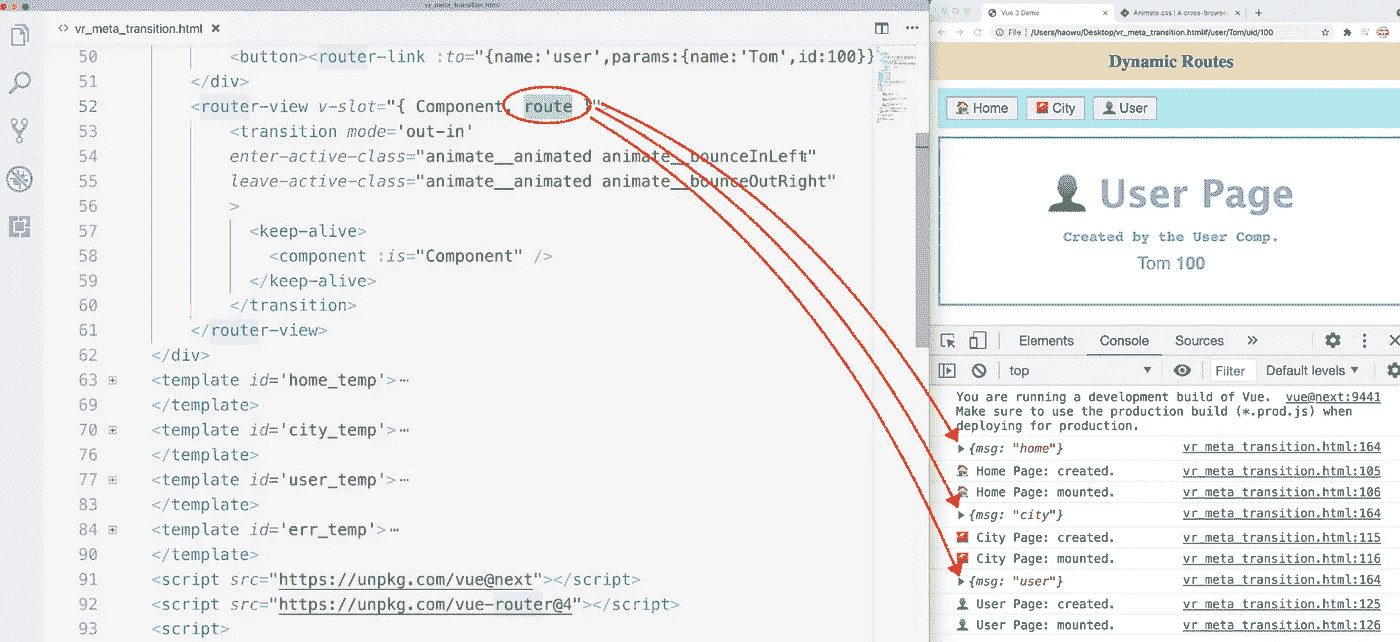 vr_meta_transition.html
vr_meta_transition.html
50 <button><router-link :to="{name:'user',params:{name:'Tom',id:100}}
51 </div>
52 <router-view v-slot="{ Component, route }"
53 <transition mode='out-in'
54 enter-active-class="animate__animated animate__bounceInLeft"
55 leave-active-class="animate__animated animate__bounceOutRight"
56 >
57 <keep-alive>
58 <component :is="Component" />
59 </keep-alive>
60 </transition>
61 </router-view>
62 </div>
63 <template id='home_temp'>⋯
69 </template>
70 <template id='city_temp'>⋯
76 </template>
77 <template id='user_temp'>⋯
83 </template>
84 <template id='err_temp'>⋯
90 </template>
91 <script src="https://unpkg.com/vue@next"></script>
92 <script src="https://unpkg.com/vue-router@4"></script>
93 <script>
Vue 3 Demo
Animate.css | A cross-browser
File | /Users/haowu/Desktop/vr_meta_transition.html#/user/Tom/uid/100
Dynamic Routes
Home City User
User Page
Created by the User Comp.
Tom 100
Elements Console Sources »
top Filter Default levels ▼
You are running a development build of Vue. vue@next:9441
Make sure to use the production build (*.prod.js) when
deploying for production.
{msg: "home"} vr_meta_transition.html:164
Home Page: created. vr_meta_transition.html:105
Home Page: mounted. vr_meta_transition.html:106
{msg: "city"} vr_meta_transition.html:164
City Page: created. vr_meta_transition.html:115
City Page: mounted. vr_meta_transition.html:116
{msg: "user"} vr_meta_transition.html:164
User Page: created. vr_meta_transition.html:125
User Page: mounted. vr_meta_transition.html:126